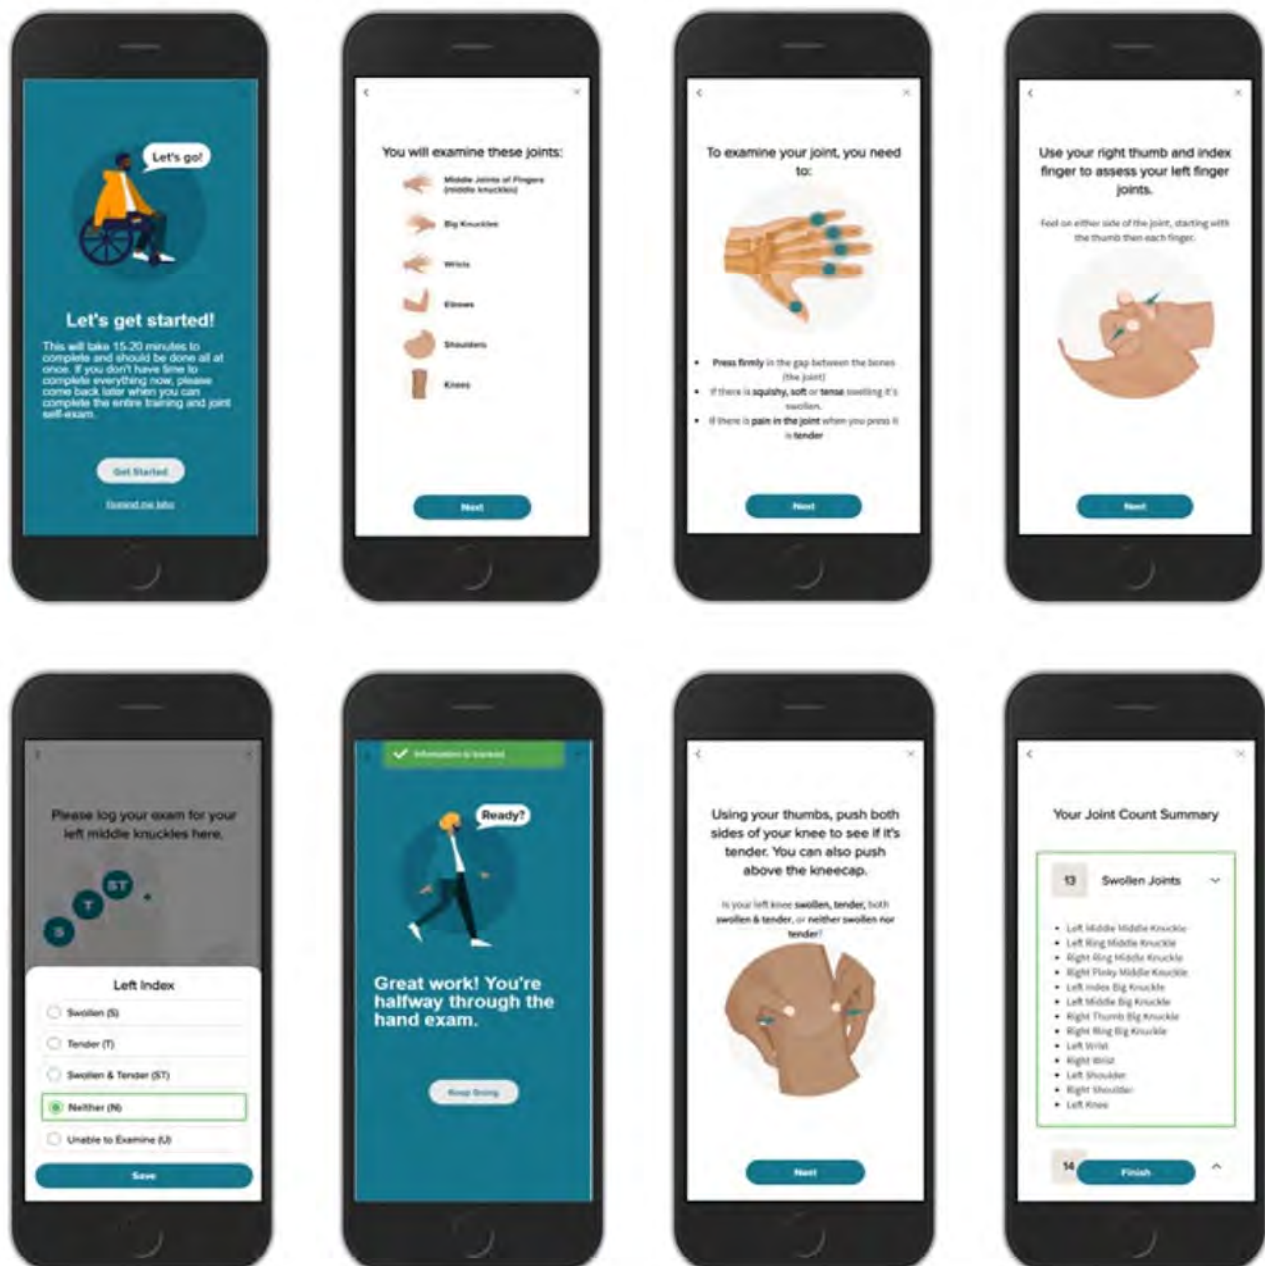 Let's go!
Let's get started!
This will take 15-20 minutes to
complete and should be done all at
once. If you don't have time to
complete everything now, please
come back later when you can
complete the entire training and joint
self-exam.
Get Started
Remind me later
You will examine these joints:
Middle Joints of Fingers
(middle knuckles)
Big Knuckles
Wrists
Elbows
Shoulders
Knees
Next
To examine your joint, you need
to:
• Press firmly in the gap between the bones
(the joint)
• If there is squishy, soft or tense swelling it's
swollen.
• If there is pain in the joint when you press it
is tender
Next
Use your right thumb and index
finger to assess your left finger
joints.
Feel on either side of the joint, starting with
the thumb then each finger.
Next
Please log your exam for your
left middle knuckles here.
ST
T
S
Left Index
Swollen (S)
Tender (T)
Swollen & Tender (ST)
Neither (N)
Unable to Examine (U)
Save
Information is tracked
Ready?
Great work! You're
halfway through the
hand exam.
Keep Going
Using your thumbs, push both
sides of your knee to see if it's
tender. You can also push
above the kneecap.
Is your left knee swollen, tender, both
swollen & tender, or neither swollen nor
tender?
Next
Your Joint Count Summary
13 Swollen Joints
• Left Middle Middle Knuckle
• Left Ring Middle Knuckle
• Right Ring Middle Knuckle
• Right Pinky Middle Knuckle
• Left Index Big Knuckle
• Left Middle Big Knuckle
• Right Thumb Big Knuckle
• Right Ring Big Knuckle
• Left Wrist
• Right Wrist
• Left Shoulder
• Right Shoulder
• Left Knee
14
Finish